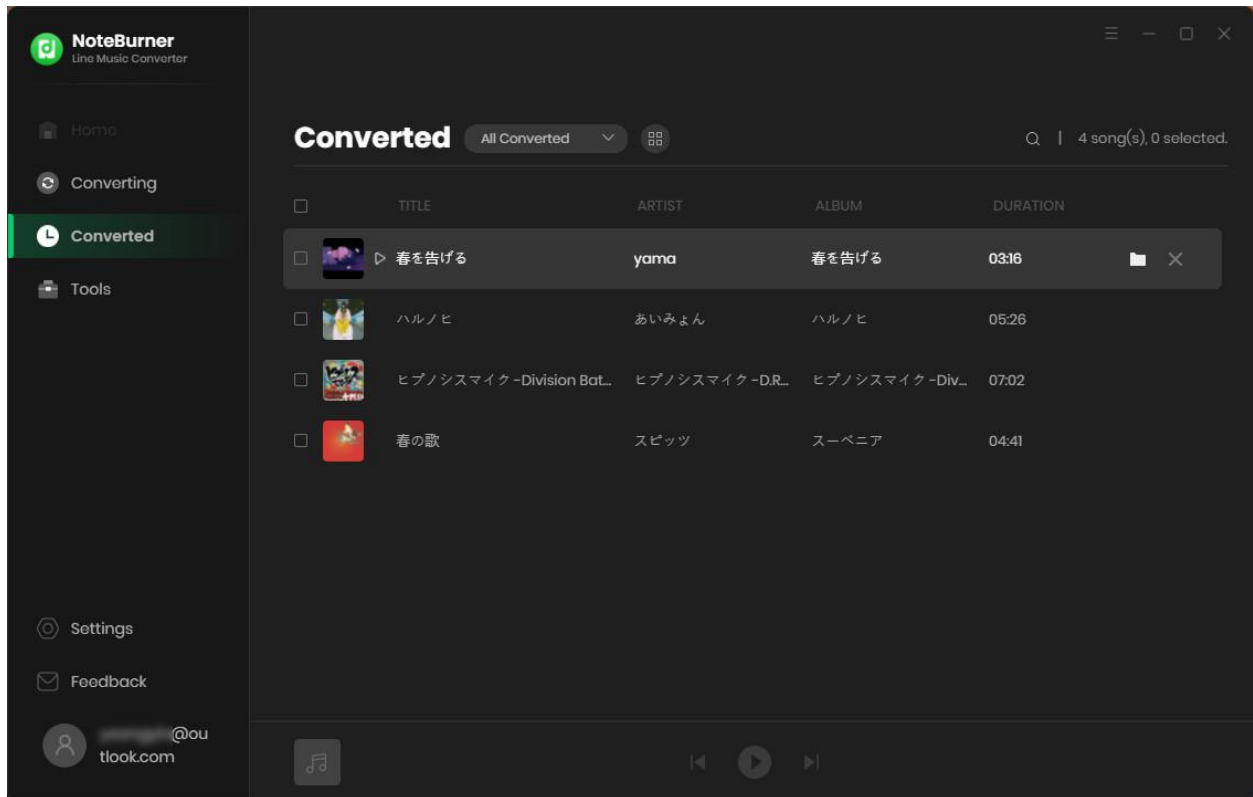 NoteBurner
Line Music Converter
Home
Converting
Converted
Tools
Settings
Feedback
@ou
tlook.com
Converted
All Converted
4 song(s), 0 selected.
TITLE ARTIST ALBUM DURATION
春を告げる yama 春を告げる 03:16
ハルノヒ あいみょん ハルノヒ 05:26
ヒプノシスマイク -Division Bat... ヒプノシスマイク -D.R... ヒプノシスマイク -Div... 07:02
春の歌 スピッツ スーベニア 04:41